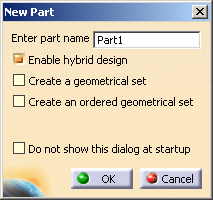 New Part
Enter part name Part1
Enable hybrid design
Create a geometrical set
Create an ordered geometrical set
Do not show this dialog at startup
OK Cancel